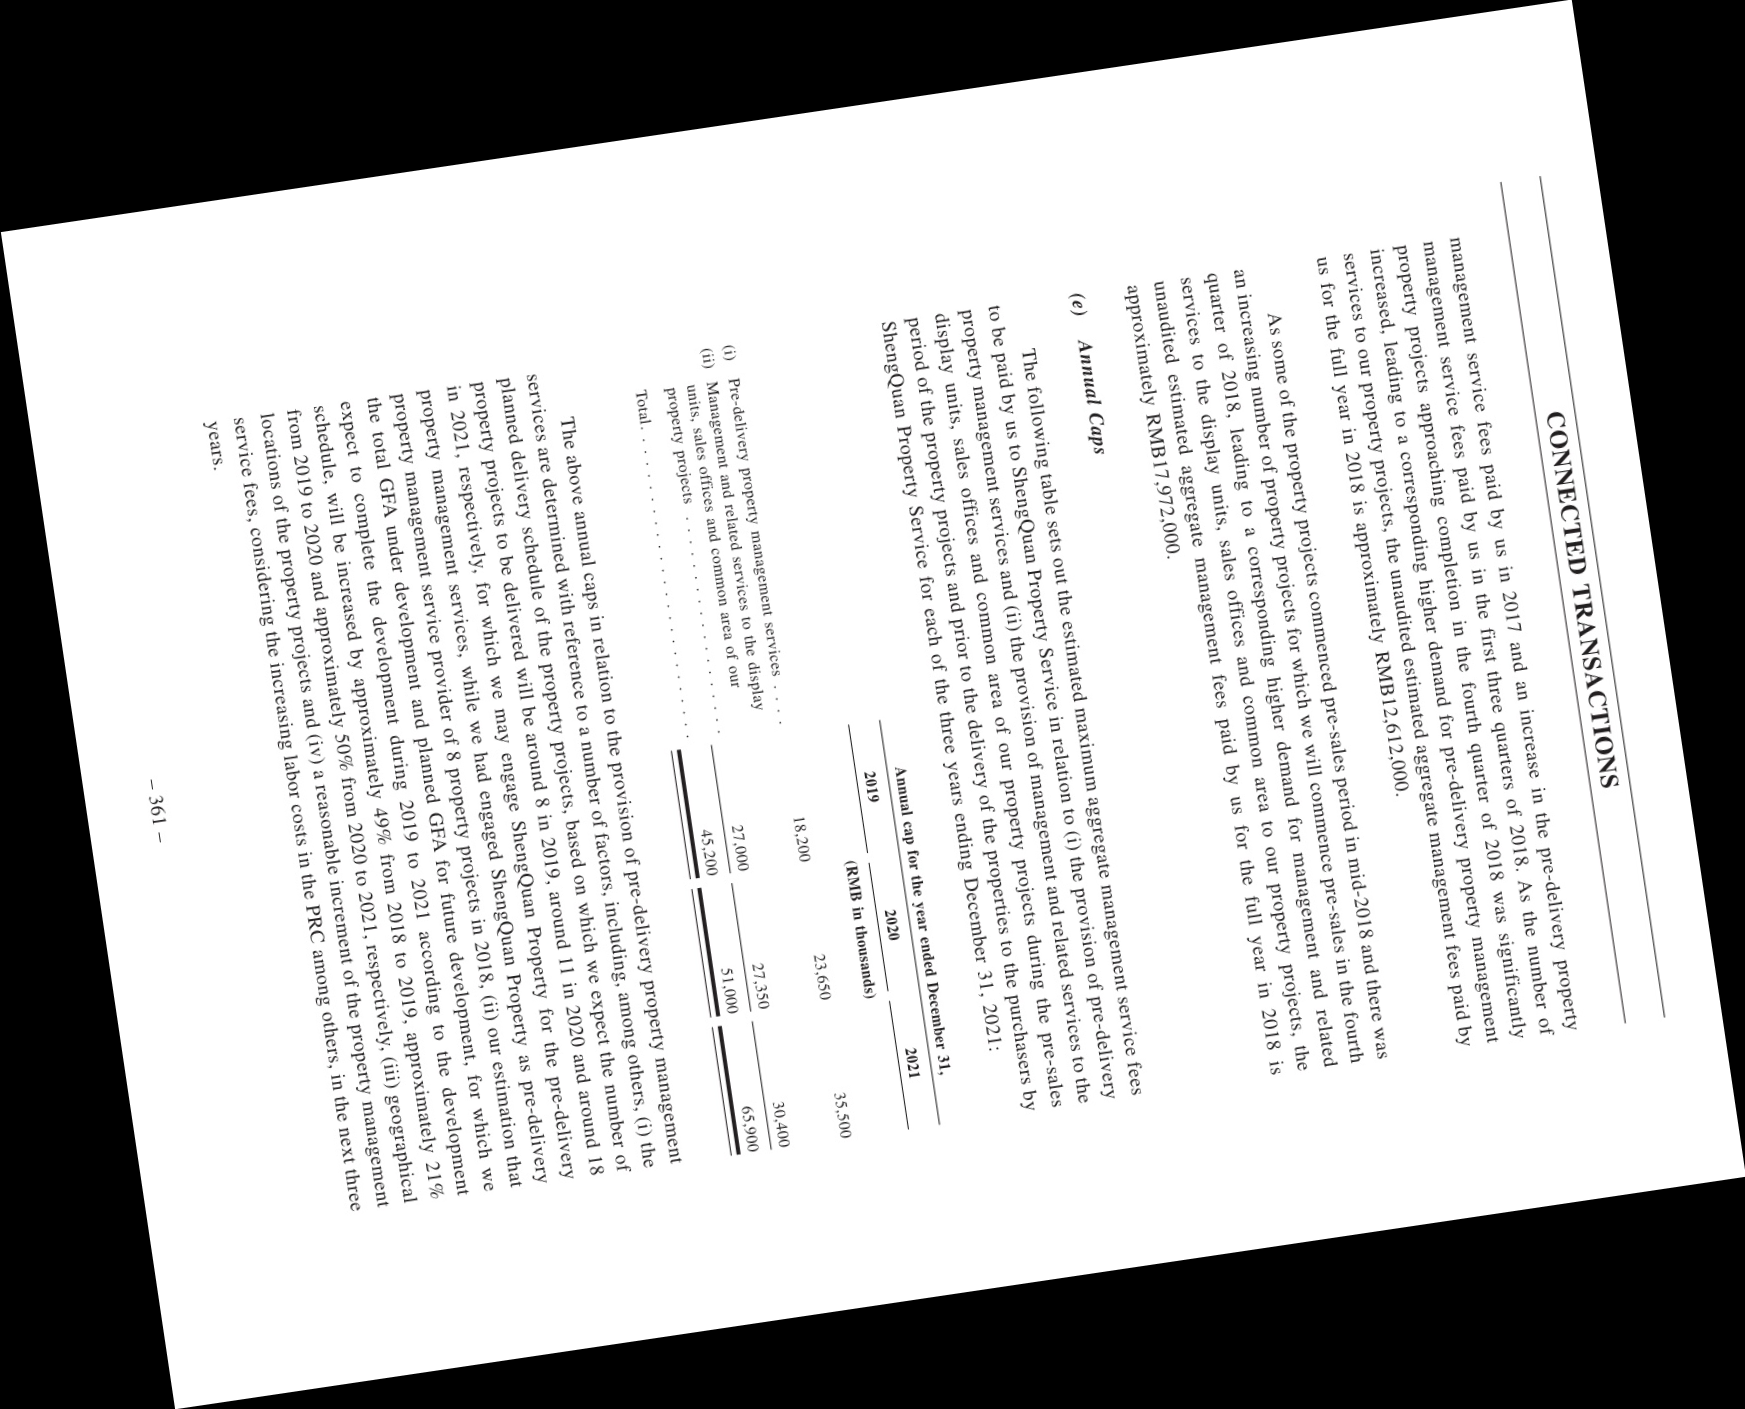 CONNECTED TRANSACTIONS
management service fees paid by us in 2017 and an increase in the pre-delivery property
management service fees paid by us in the first three quarters of 2018. As the number of
property projects approaching completion in the fourth quarter of 2018 was significantly
increased, leading to a corresponding higher demand for pre-delivery property management
services to our property projects, the unaudited estimated aggregate management fees paid by
us for the full year in 2018 is approximately RMB12,612,000.
As some of the property projects commenced pre-sales period in mid-2018 and there was
an increasing number of property projects for which we will commence pre-sales in the fourth
quarter of 2018, leading to a corresponding higher demand for management and related
services to the display units, sales offices and common area to our property projects, the
unaudited estimated aggregate management fees paid by us for the full year in 2018 is
approximately RMB17,972,000.
(e) Annual Caps
The following table sets out the estimated maximum aggregate management service fees
to be paid by us to ShengQuan Property Service in relation to (i) the provision of pre-delivery
property management services and (ii) the provision of management and related services to the
display units, sales offices and common area of our property projects during the pre-sales
period of the property projects and prior to the delivery of the properties to the purchasers by
ShengQuan Property Service for each of the three years ending December 31, 2021:
Annual cap for the year ended December 31,
2019 2020 2021
(RMB in thousands)
(i) Pre-delivery property management services . . . . 18,200 23,650 35,500
(ii) Management and related services to the display
units, sales offices and common area of our
property projects . . . . . . . . . . . . . . . . . . . . 27,000 27,350 30,400
Total. . . . . . . . . . . . . . . . . . . . . . . . . . . . 45,200 51,000 65,900
The above annual caps in relation to the provision of pre-delivery property management
services are determined with reference to a number of factors, including, among others, (i) the
planned delivery schedule of the property projects, based on which we expect the number of
property projects to be delivered will be around 8 in 2019, around 11 in 2020 and around 18
in 2021, respectively, for which we may engage ShengQuan Property for the pre-delivery
property management services, while we had engaged ShengQuan Property as pre-delivery
property management service provider of 8 property projects in 2018, (ii) our estimation that
the total GFA under development and planned GFA for future development, for which we
expect to complete the development during 2019 to 2021 according to the development
schedule, will be increased by approximately 49% from 2018 to 2019, approximately 21%
from 2019 to 2020 and approximately 50% from 2020 to 2021, respectively, (iii) geographical
locations of the property projects and (iv) a reasonable increment of the property management
service fees, considering the increasing labor costs in the PRC among others, in the next three
years.
– 361 –